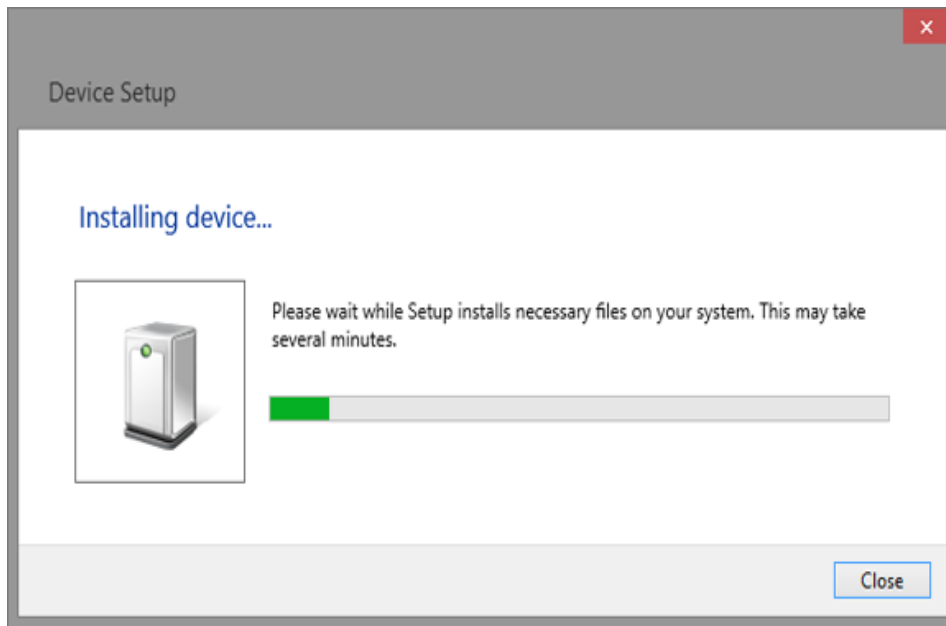 Device Setup
Installing device...
Please wait while Setup installs necessary files on your system. This may take
several minutes.
Close